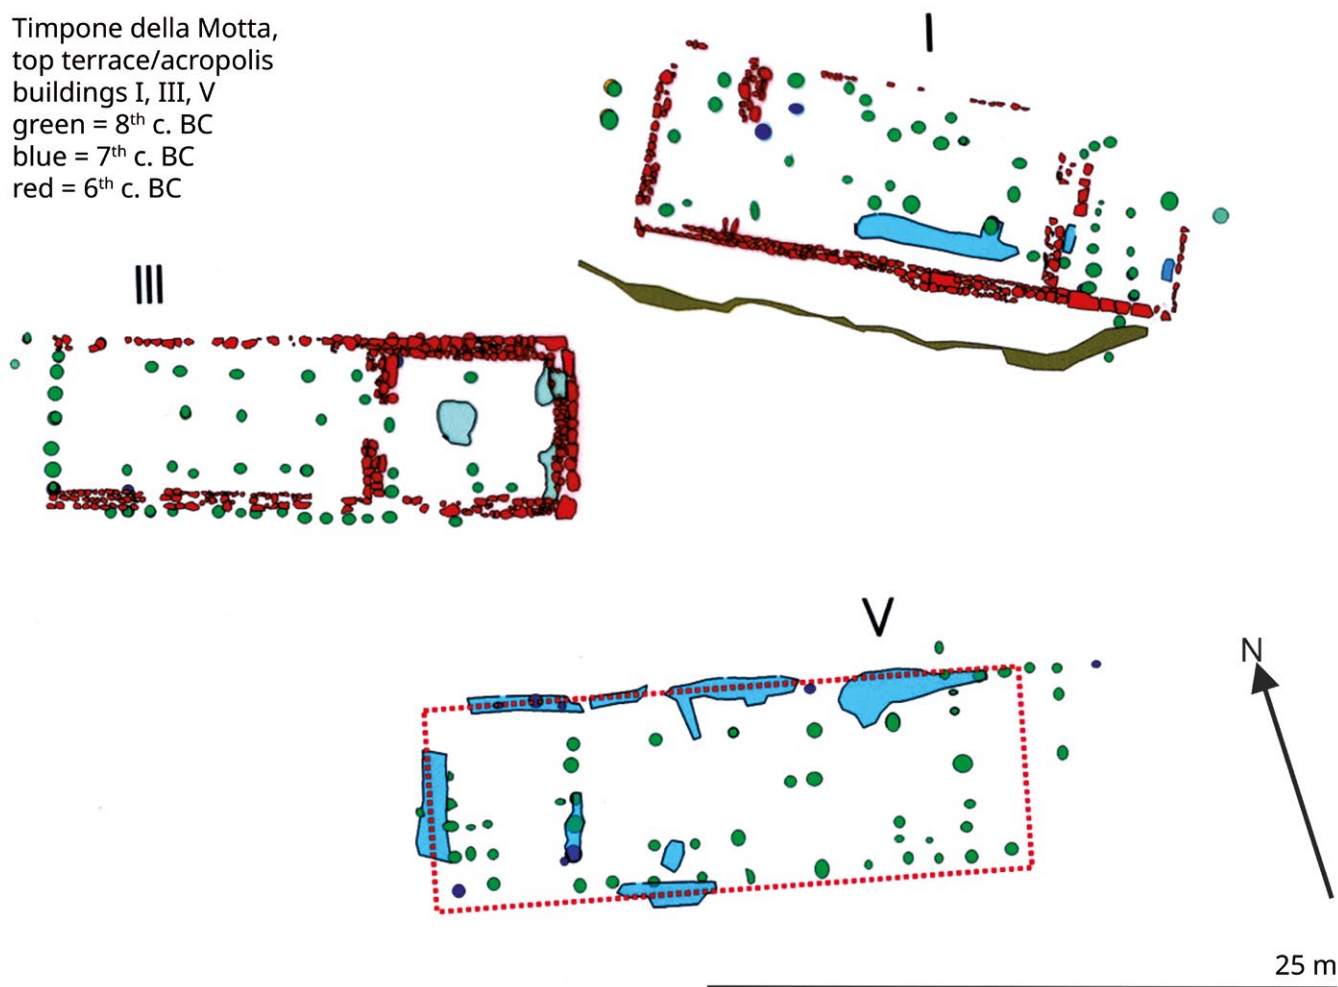 Timpone della Motta,
top terrace/acropolis
buildings I, III, V
green = 8th c. BC
blue = 7th c. BC
red = 6th c. BC
I
III
V
N
25 m